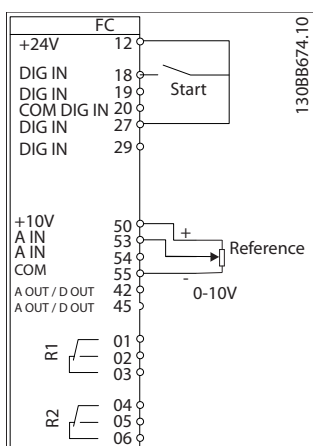 FC
+24V 12
DIG IN 18
DIG IN 19
COM DIG IN 20
DIG IN 27
DIG IN 29
Start
130BB674.10
+10V 50
A IN 53
A IN 54
COM 55
A OUT / D OUT 42
A OUT / D OUT 45
+
Reference
-
0-10V
R1
01
02
03
R2
04
05
06